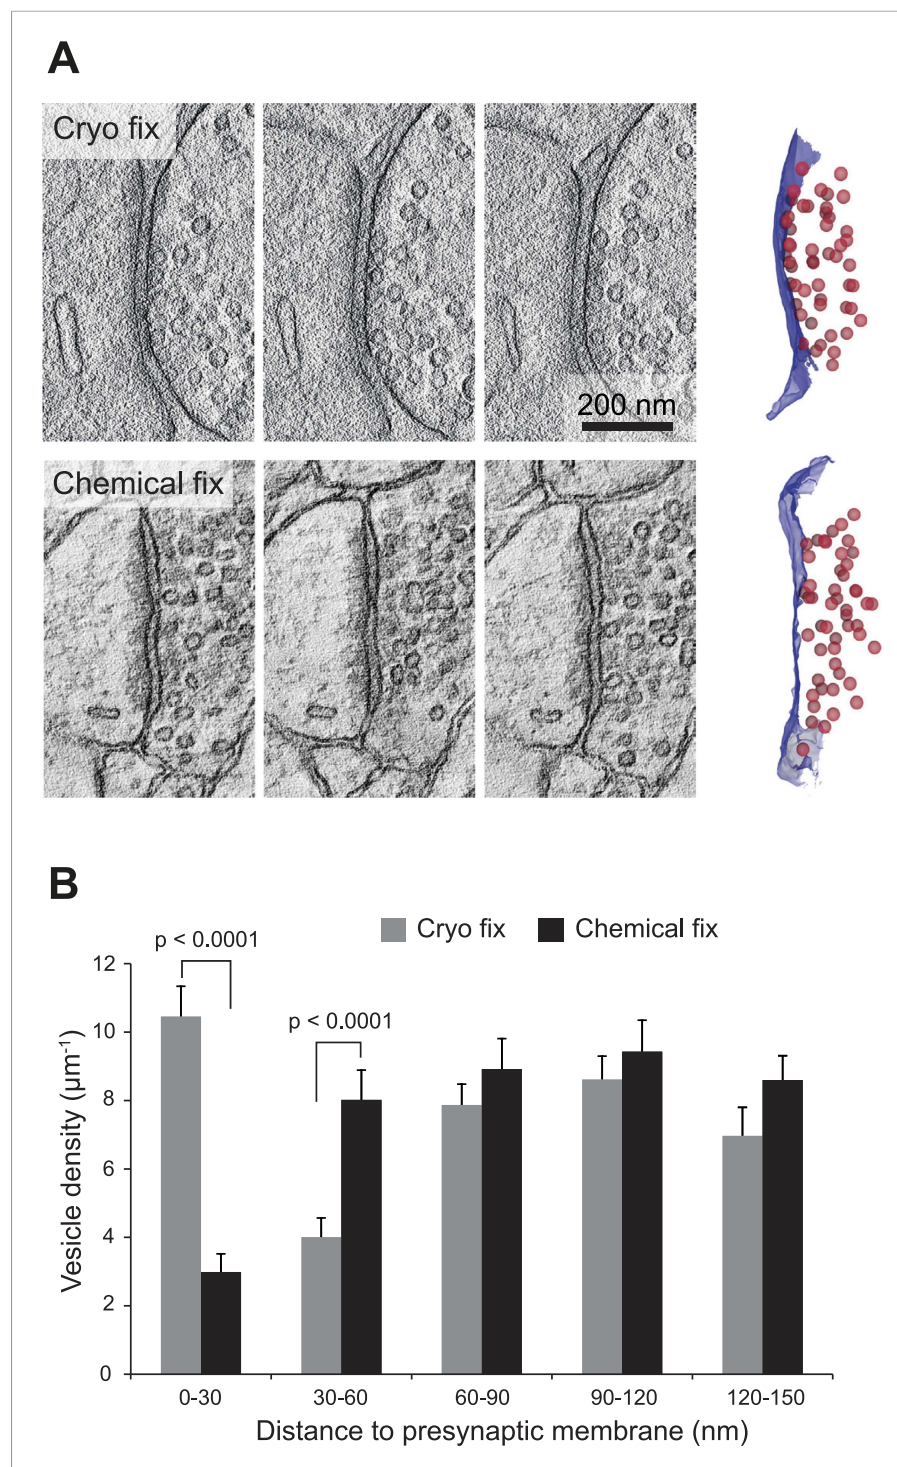 A
Cryo fix
200 nm
Chemical fix
B
Cryo fix
Chemical fix
p < 0.0001
p < 0.0001
Vesicle density (µm⁻¹)
12
10
8
6
4
2
0
0-30
30-60
60-90
90-120
120-150
Distance to presynaptic membrane (nm)